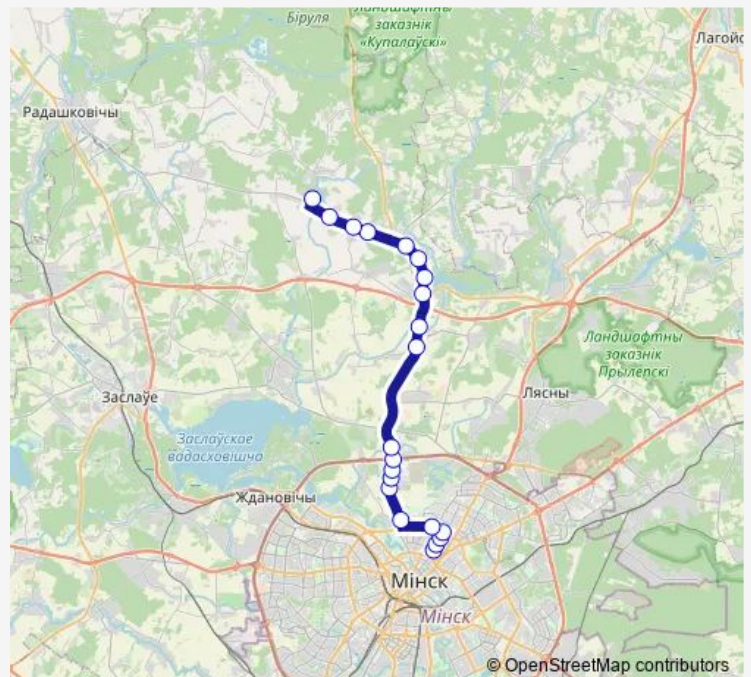 Ландшафтны
заказнік
«Купалаўскі»
Біруля
Лагойс
Радашковічы
Ландшафтны
заказнік
Прылепскі
Заслаўе
Лясны
Заслаўскае
вадасховішча
Ждановічы
Мінск
Мінск
© OpenStreetMap contributors